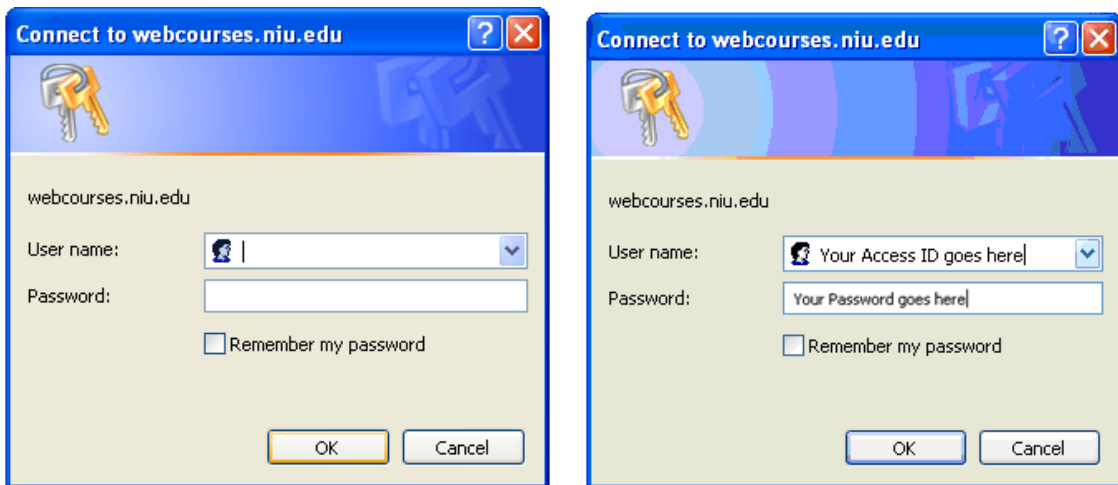 Connect to webcourses.niu.edu
webcourses.niu.edu
User name:
Password:
Remember my password
OK
Cancel
Connect to webcourses.niu.edu
webcourses.niu.edu
User name: Your Access ID goes here
Password: Your Password goes here
Remember my password
OK
Cancel